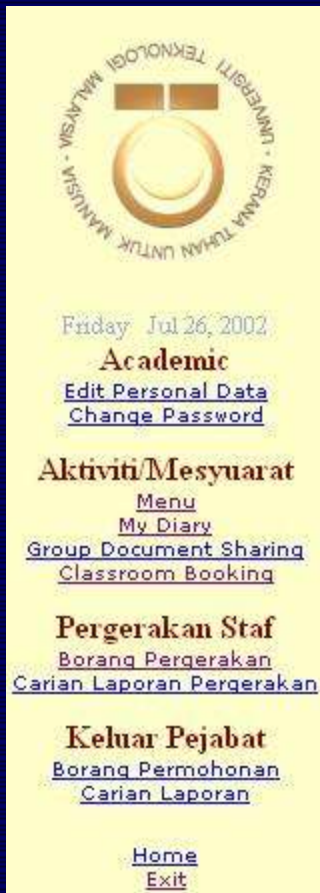 UNIVERSITI TEKNOLOGI MALAYSIA - KERANA TUHAN UNTUK MANUSIA -
Friday Jul 26, 2002
Academic
Edit Personal Data
Change Password
Aktiviti/Mesyuarat
Menu
My Diary
Group Document Sharing
Classroom Booking
Pergerakan Staf
Borang Pergerakan
Carian Laporan Pergerakan
Keluar Pejabat
Borang Permohonan
Carian Laporan
Home
Exit